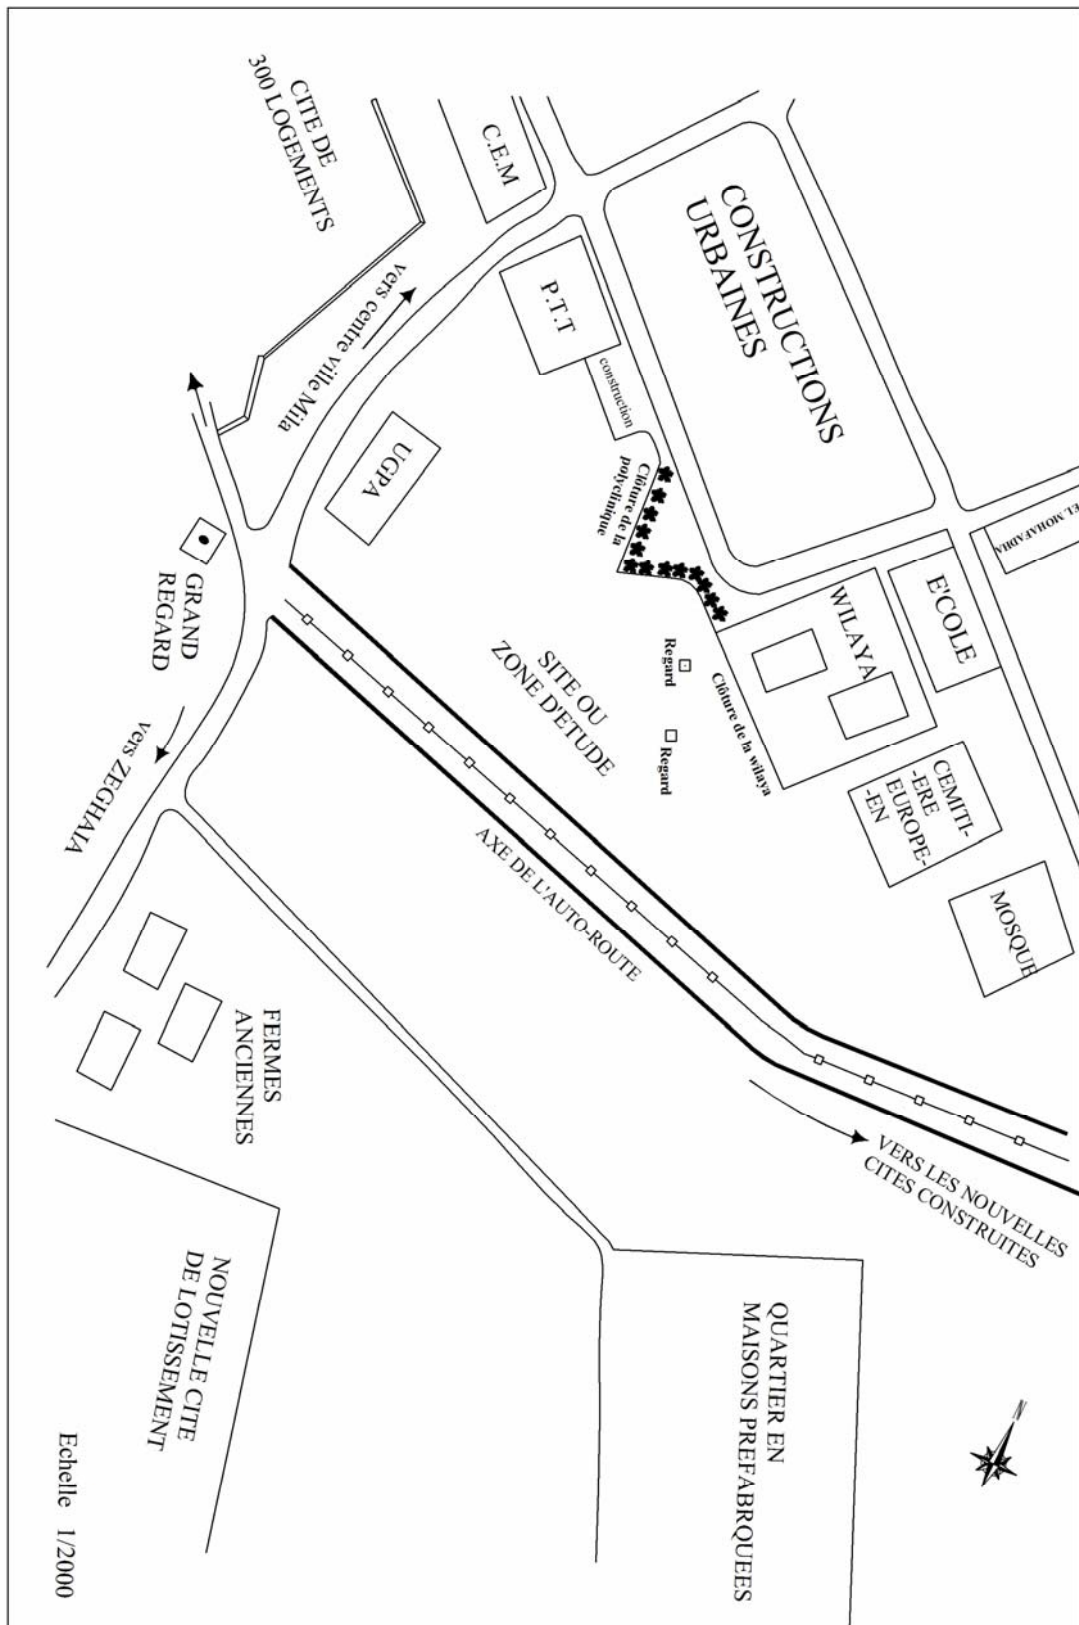 CITE DE
300 LOGEMENTS
C.E.M
CONSTRUCTIONS
URBAINES
vers centre ville Mila
P.T.T
construction
UGPA
Clôture de la
polyclinique
EL MOHAFADHA
E'COLE
WILAYA
GRAND
REGARD
SITE OU
ZONE D'ETUDE
Regard
Regard
Clôture de la wilaya
CEMITI-
-ERE
EUROPE-
-EN
MOSQUE
vers ZEGHAIA
AXE DE L'AUTO-ROUTE
FERMES
ANCIENNES
VERS LES NOUVELLES
CITES CONSTRUITES
NOUVELLE CITE
DE LOTISSEMENT
QUARTIER EN
MAISONS PREFABRQUEES
N
Echelle 1/2000